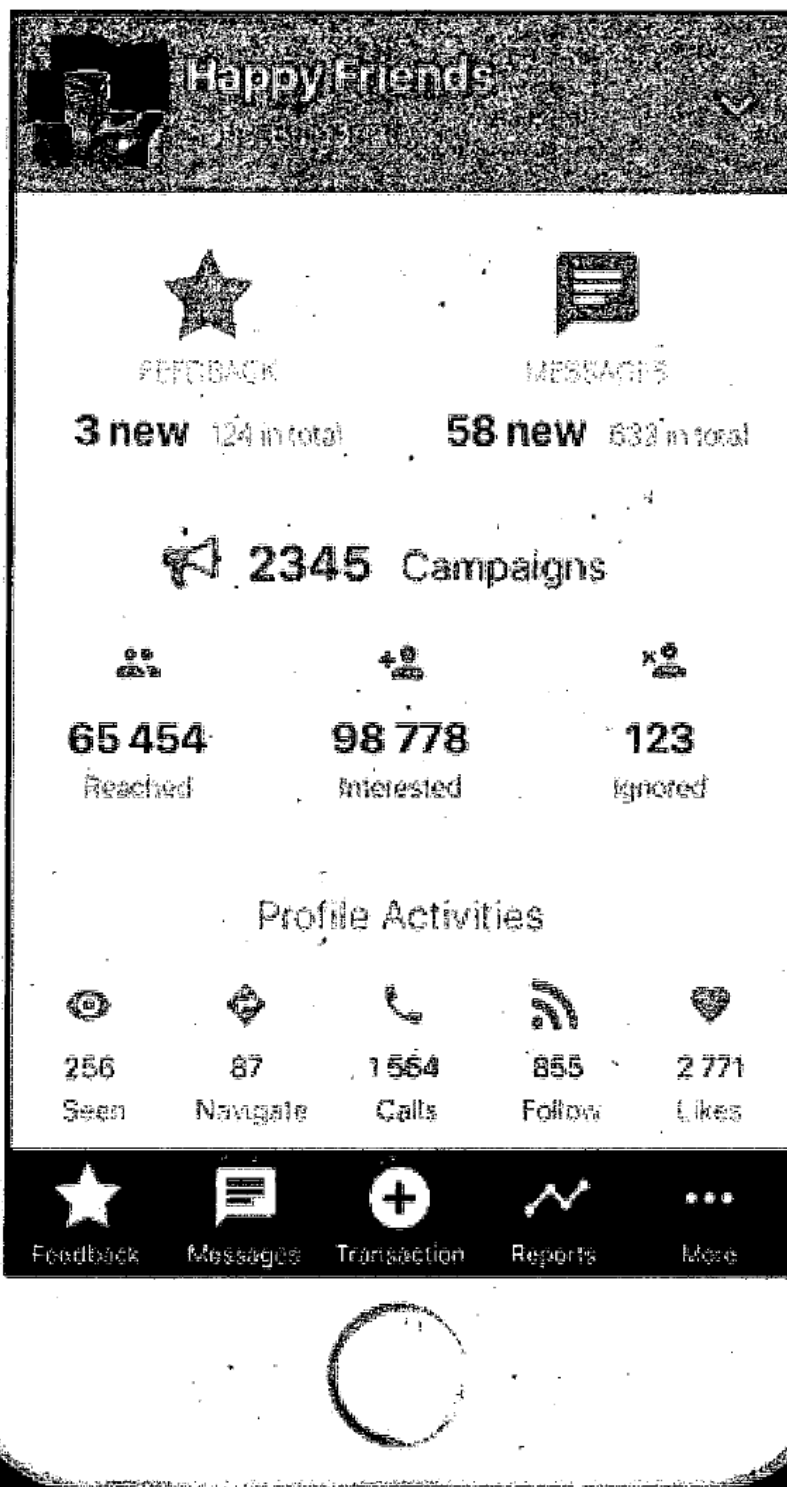 Happy Friends
FEEDBACK
MESSAGES
3 new 124 in total
58 new 632 in total
2345 Campaigns
65 454
98 778
123
Reached
Interested
Ignored
Profile Activities
256
87
1 564
855
2 771
Seen
Navigate
Calls
Follow
Likes
Feedback
Messages
Transaction
Reports
More